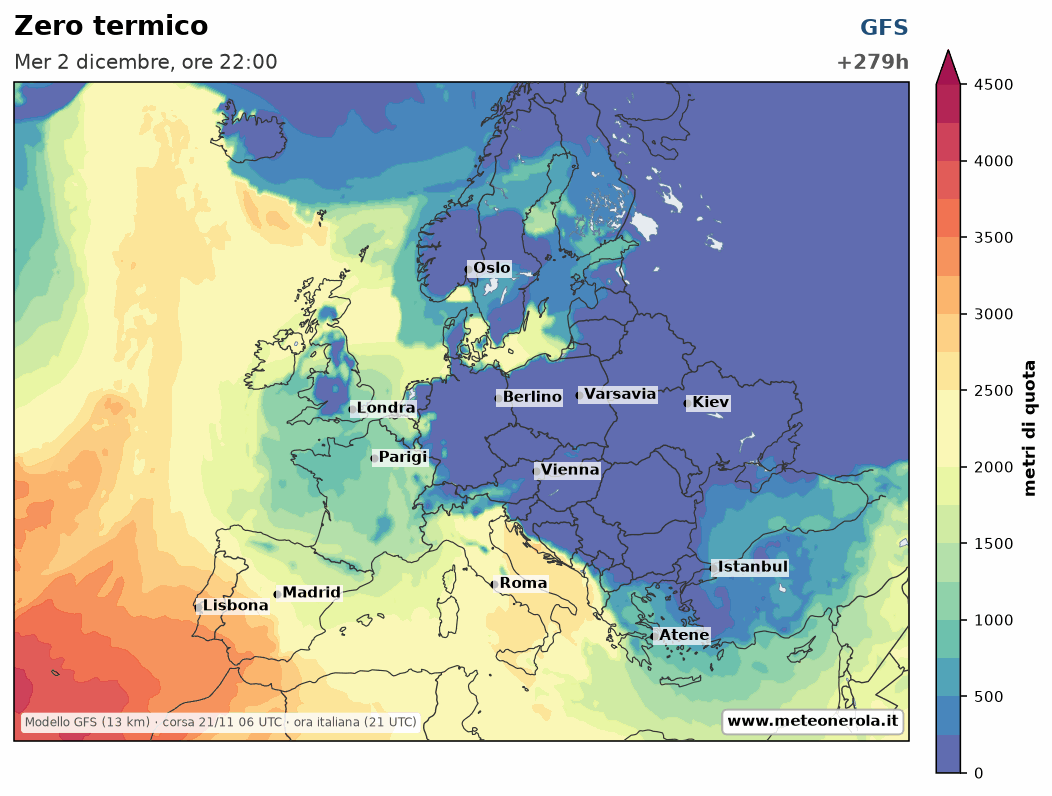 Zero termico
GFS
Mer 2 dicembre, ore 22:00
+279h
Oslo
Londra
Berlino
Varsavia
Kiev
Parigi
Vienna
Istanbul
Roma
Madrid
Lisbona
Atene
Modello GFS (13 km) · corsa 21/11 06 UTC · ora italiana (21 UTC)
www.meteonerola.it
4500
4000
3500
3000
2500
2000
1500
1000
500
0
metri di quota